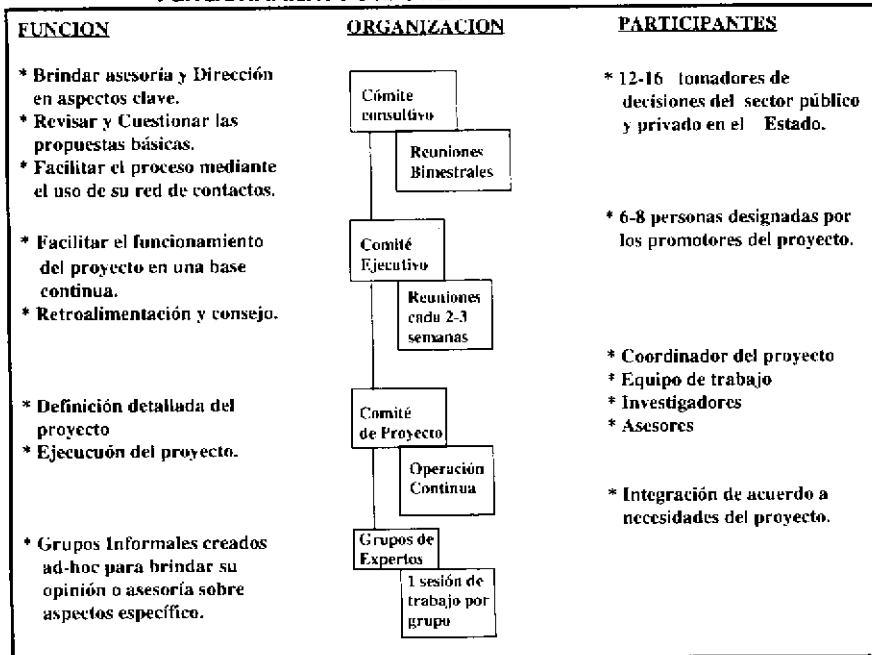 FUNCION
* Brindar asesoría y Dirección
en aspectos clave.
* Revisar y Cuestionar las
propuestas básicas.
* Facilitar el proceso mediante
el uso de su red de contactos.
* Facilitar el funcionamiento
del proyecto en una base
continua.
* Retroalimentación y consejo.
* Definición detallada del
proyecto
* Ejecucuón del proyecto.
* Grupos Informales creados
ad-hoc para brindar su
opinión o asesoría sobre
aspectos específico.
ORGANIZACION
Cómite
consultivo
Reuniones
Bimestrales
Comité
Ejecutivo
Reuniones
cada 2-3
semanas
Comité
de Proyecto
Operación
Continua
Grupos de
Expertos
1 sesión de
trabajo por
grupo
PARTICIPANTES
* 12-16 tomadores de
decisiones del sector público
y privado en el Estado.
* 6-8 personas designadas por
los promotores del proyecto.
* Coordinador del proyecto
* Equipo de trabajo
* Investigadores
* Asesores
* Integración de acuerdo a
necesidades del proyecto.